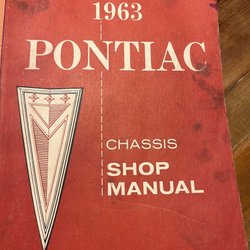 1963
PONTIAC
CHASSIS
SHOP
MANUAL